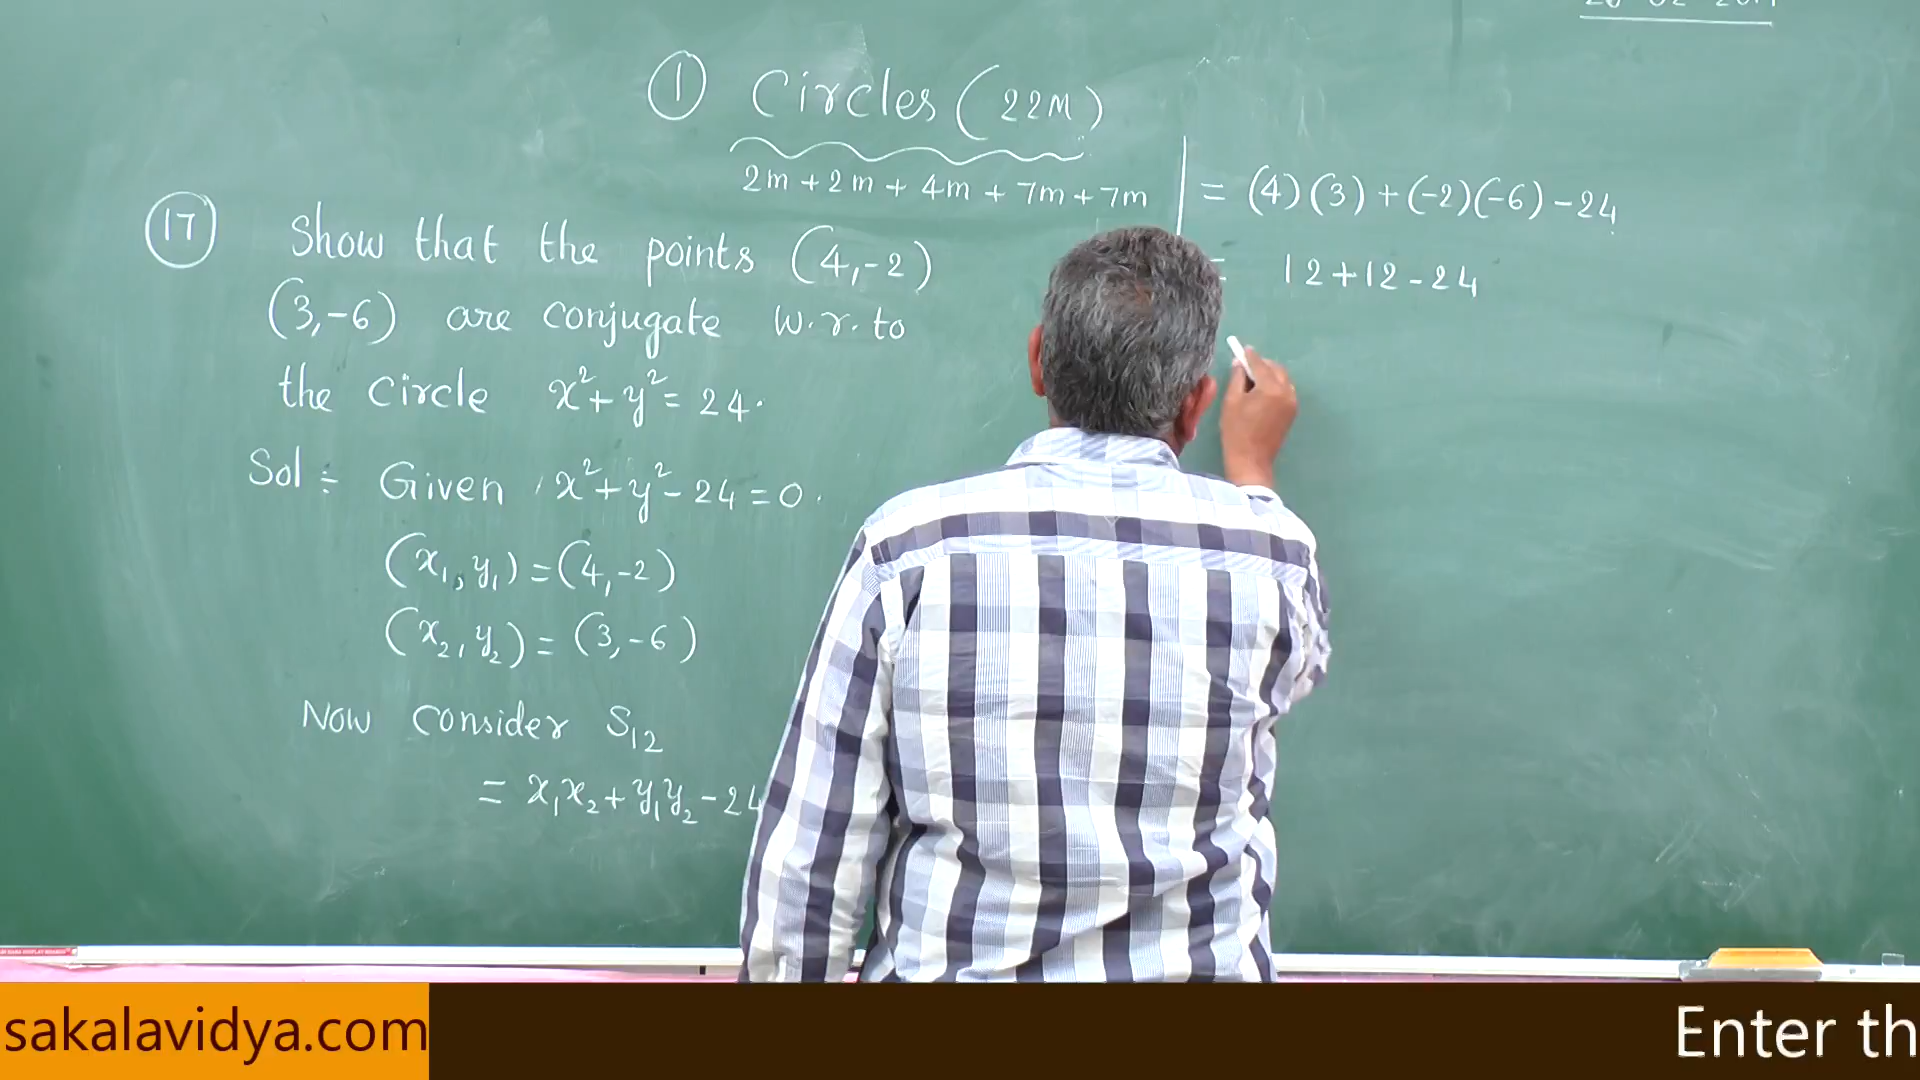 ① Circles (22M)
2m + 2m + 4m + 7m + 7m
⑰ Show that the points (4,-2)
(3,-6) are conjugate w.r.to
the circle x²+y²= 24.
Sol ÷ Given x²+y²-24=0.
(x₁,y₁)=(4,-2)
(x₂,y₂)=(3,-6)
Now consider S₁₂
= x₁x₂+y₁y₂-24
= (4)(3)+(-2)(-6)-24
= 12+12-24
sakalavidya.com
Enter th